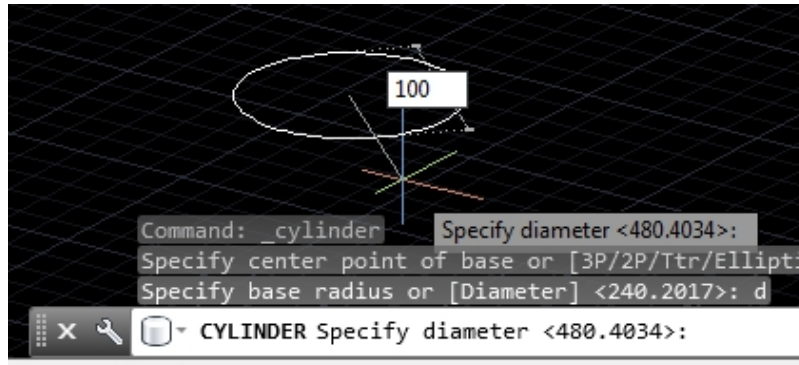 100
Command: _cylinder
Specify diameter <480.4034>:
Specify center point of base or [3P/2P/Ttr/Ellipti
Specify base radius or [Diameter] <240.2017>: d
CYLINDER Specify diameter <480.4034>: